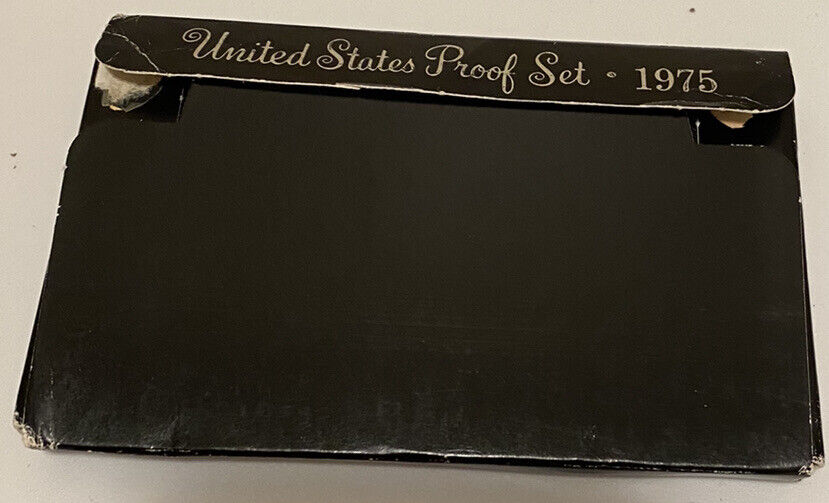 United States Proof Set • 1975